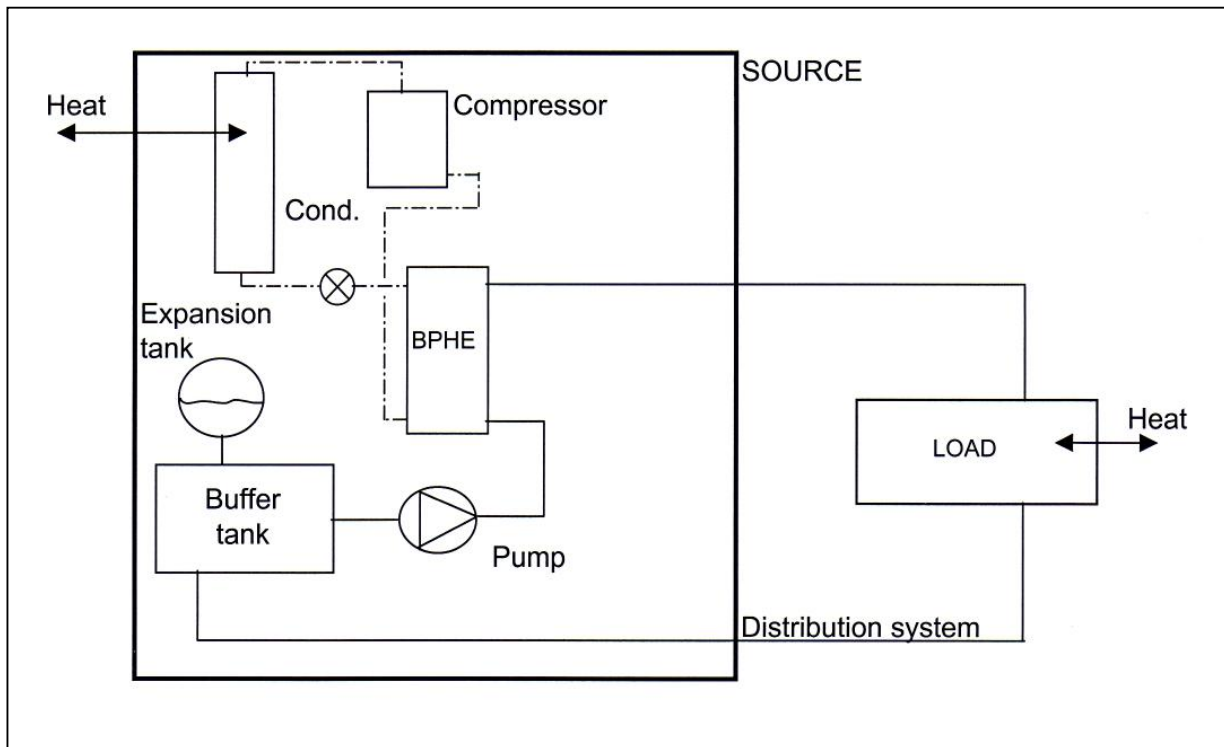 SOURCE
Heat
Compressor
Cond.
Expansion
tank
BPHE
Heat
LOAD
Buffer
tank
Pump
Distribution system